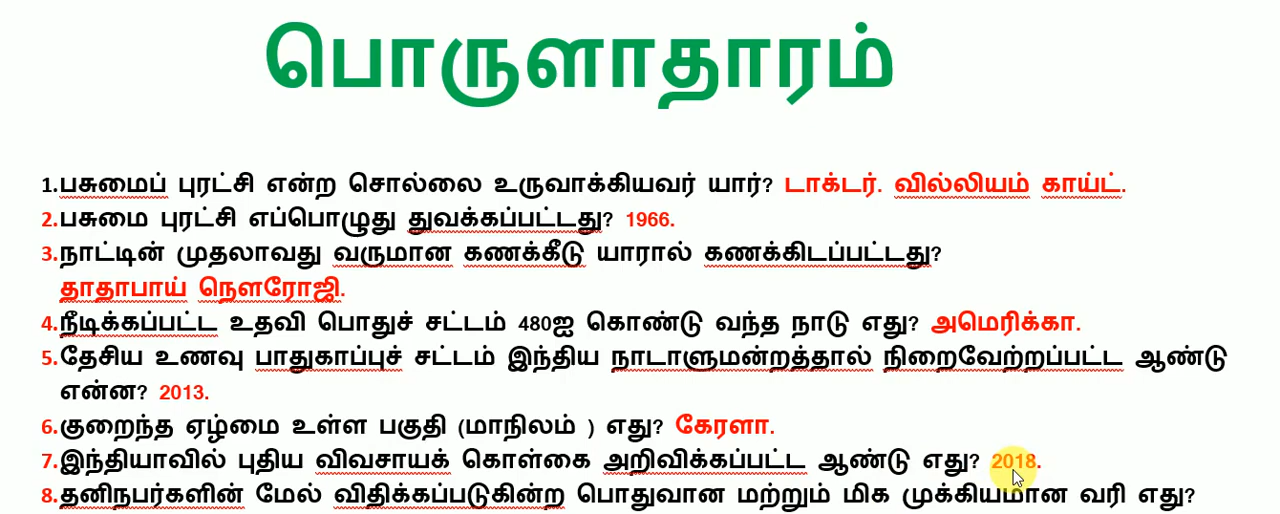 பொருளாதாரம்
1.பசுமைப் புரட்சி என்ற சொல்லை உருவாக்கியவர் யார்? டாக்டர். வில்லியம் காய்ட்.
2.பசுமை புரட்சி எப்பொழுது துவக்கப்பட்டது? 1966.
3.நாட்டின் முதலாவது வருமான கணக்கீடு யாரால் கணக்கிடப்பட்டது?
தாதாபாய் நௌரோஜி.
4.நீடிக்கப்பட்ட உதவி பொதுச் சட்டம் 480ஐ கொண்டு வந்த நாடு எது? அமெரிக்கா.
5.தேசிய உணவு பாதுகாப்புச் சட்டம் இந்திய நாடாளுமன்றத்தால் நிறைவேற்றப்பட்ட ஆண்டு
என்ன? 2013.
6.குறைந்த ஏழ்மை உள்ள பகுதி (மாநிலம் ) எது? கேரளா.
7.இந்தியாவில் புதிய விவசாயக் கொள்கை அறிவிக்கப்பட்ட ஆண்டு எது? 2018.
8.தனிநபர்களின் மேல் விதிக்கப்படுகின்ற பொதுவான மற்றும் மிக முக்கியமான வரி எது?